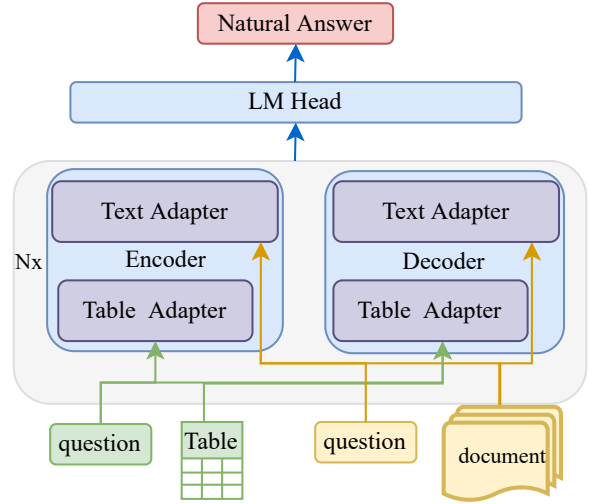 Natural Answer
LM Head
Text Adapter
Text Adapter
Nx
Encoder
Decoder
Table Adapter
Table Adapter
question
Table
question
document